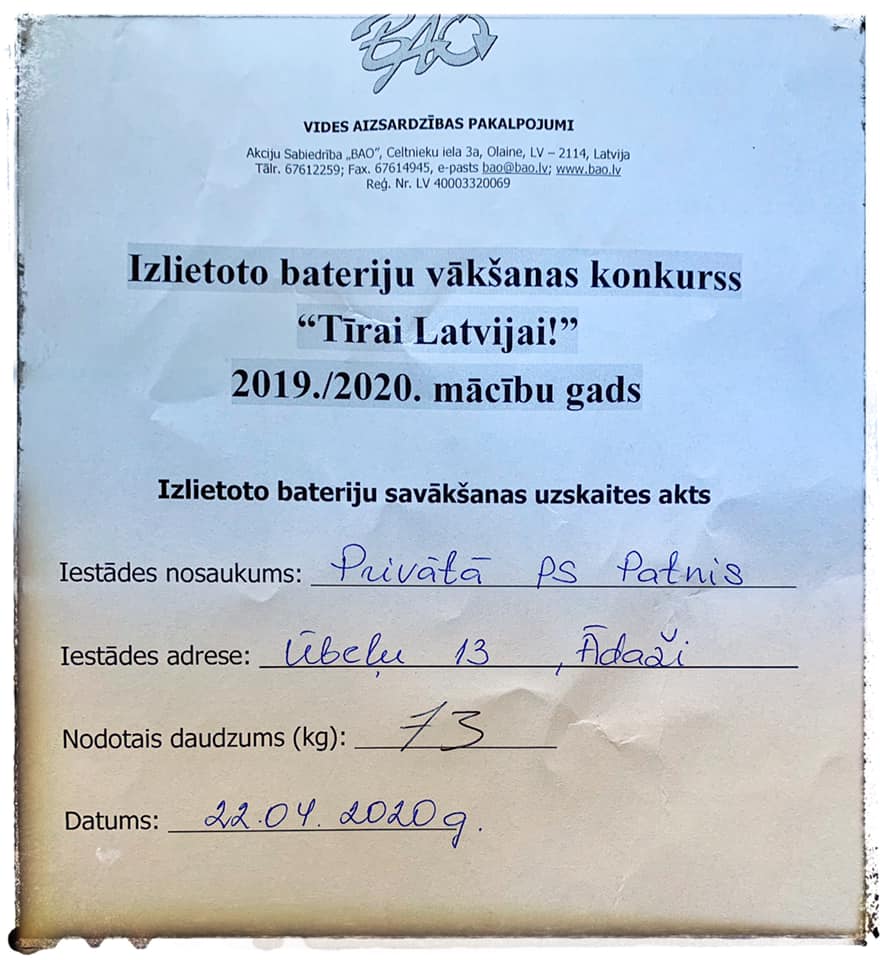 BAO
VIDES AIZSARDZĪBAS PAKALPOJUMI
Akciju Sabiedrība „BAO”, Celtnieku iela 3a, Olaine, LV – 2114, Latvija
Tālr. 67612259; Fax. 67614945, e-pasts bao@bao.lv; www.bao.lv
Reģ. Nr. LV 40003320069
Izlietoto bateriju vākšanas konkurss
“Tīrai Latvijai!”
2019./2020. mācību gads
Izlietoto bateriju savākšanas uzskaites akts
Iestādes nosaukums: Privātā PS Patnis
Iestādes adrese: Ūbeļu 13, Ādaži
Nodotais daudzums (kg): 73
Datums: 22.04.2020g.